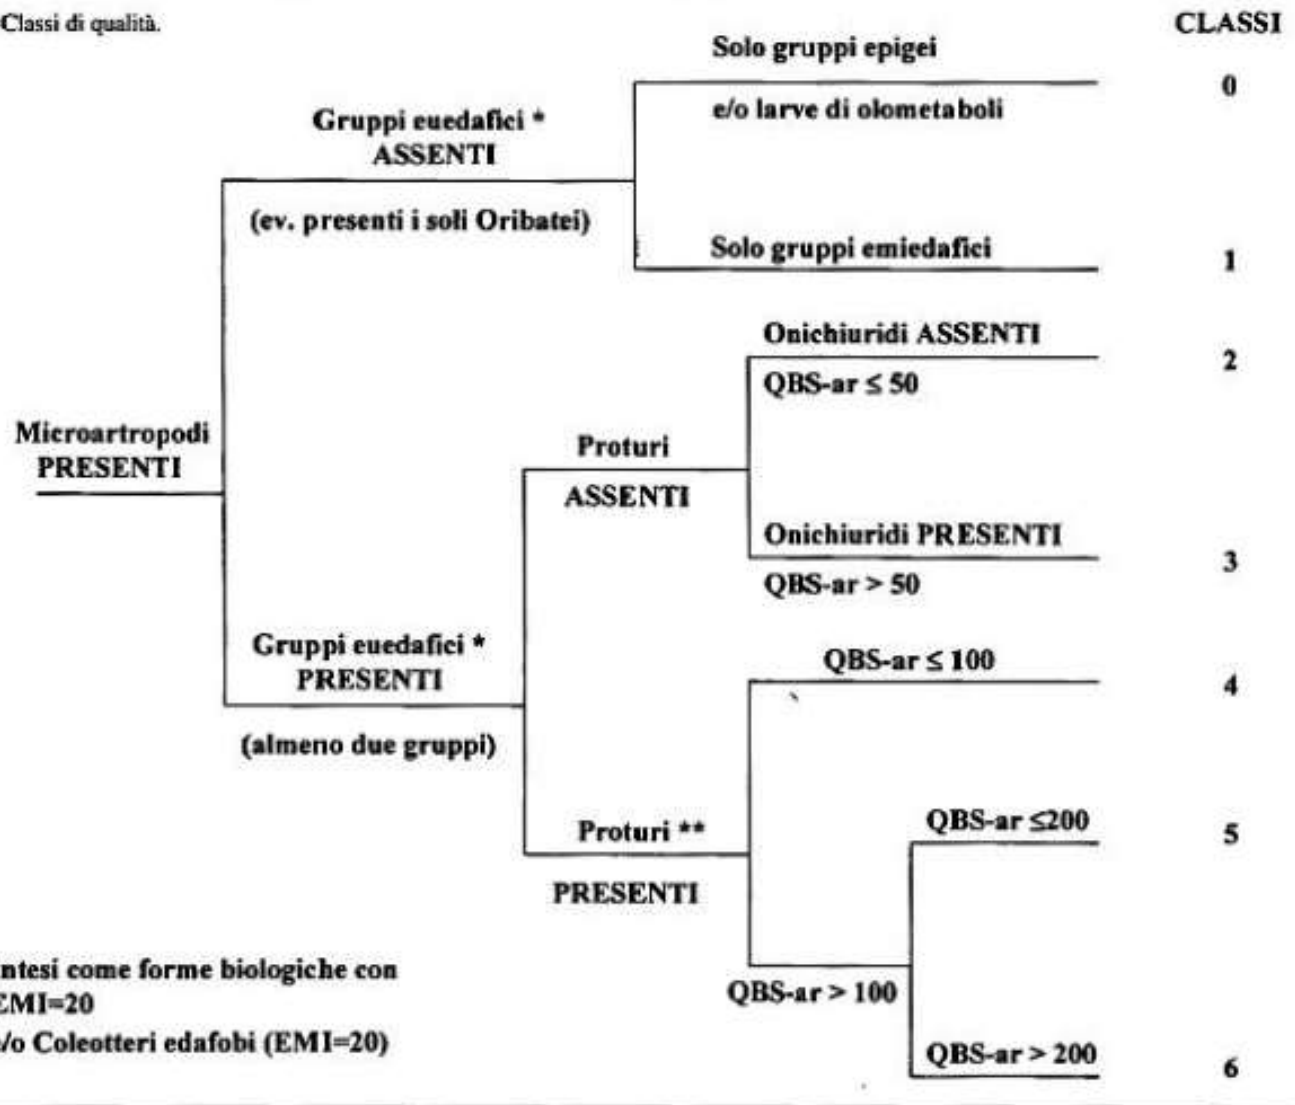 Classi di qualità.
CLASSI
Solo gruppi epigei
0
e/o larve di olometaboli
Gruppi euedafici *
ASSENTI
(ev. presenti i soli Oribatei)
Solo gruppi emiedafici
1
Onichiuridi ASSENTI
2
QBS-ar ≤ 50
Microartropodi
PRESENTI
Proturi
ASSENTI
Onichiuridi PRESENTI
3
QBS-ar > 50
Gruppi euedafici *
PRESENTI
(almeno due gruppi)
QBS-ar ≤ 100
4
Proturi **
PRESENTI
QBS-ar ≤200
5
QBS-ar > 100
QBS-ar > 200
6
ntesi come forme biologiche con
EMI=20
/o Coleotteri edafobi (EMI=20)